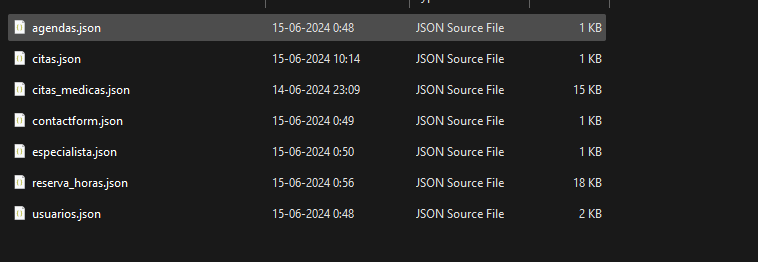 agendas.json 15-06-2024 0:48 JSON Source File 1 KB
citas.json 15-06-2024 10:14 JSON Source File 1 KB
citas_medicas.json 14-06-2024 23:09 JSON Source File 15 KB
contactform.json 15-06-2024 0:49 JSON Source File 1 KB
especialista.json 15-06-2024 0:50 JSON Source File 1 KB
reserva_horas.json 15-06-2024 0:56 JSON Source File 18 KB
usuarios.json 15-06-2024 0:48 JSON Source File 2 KB